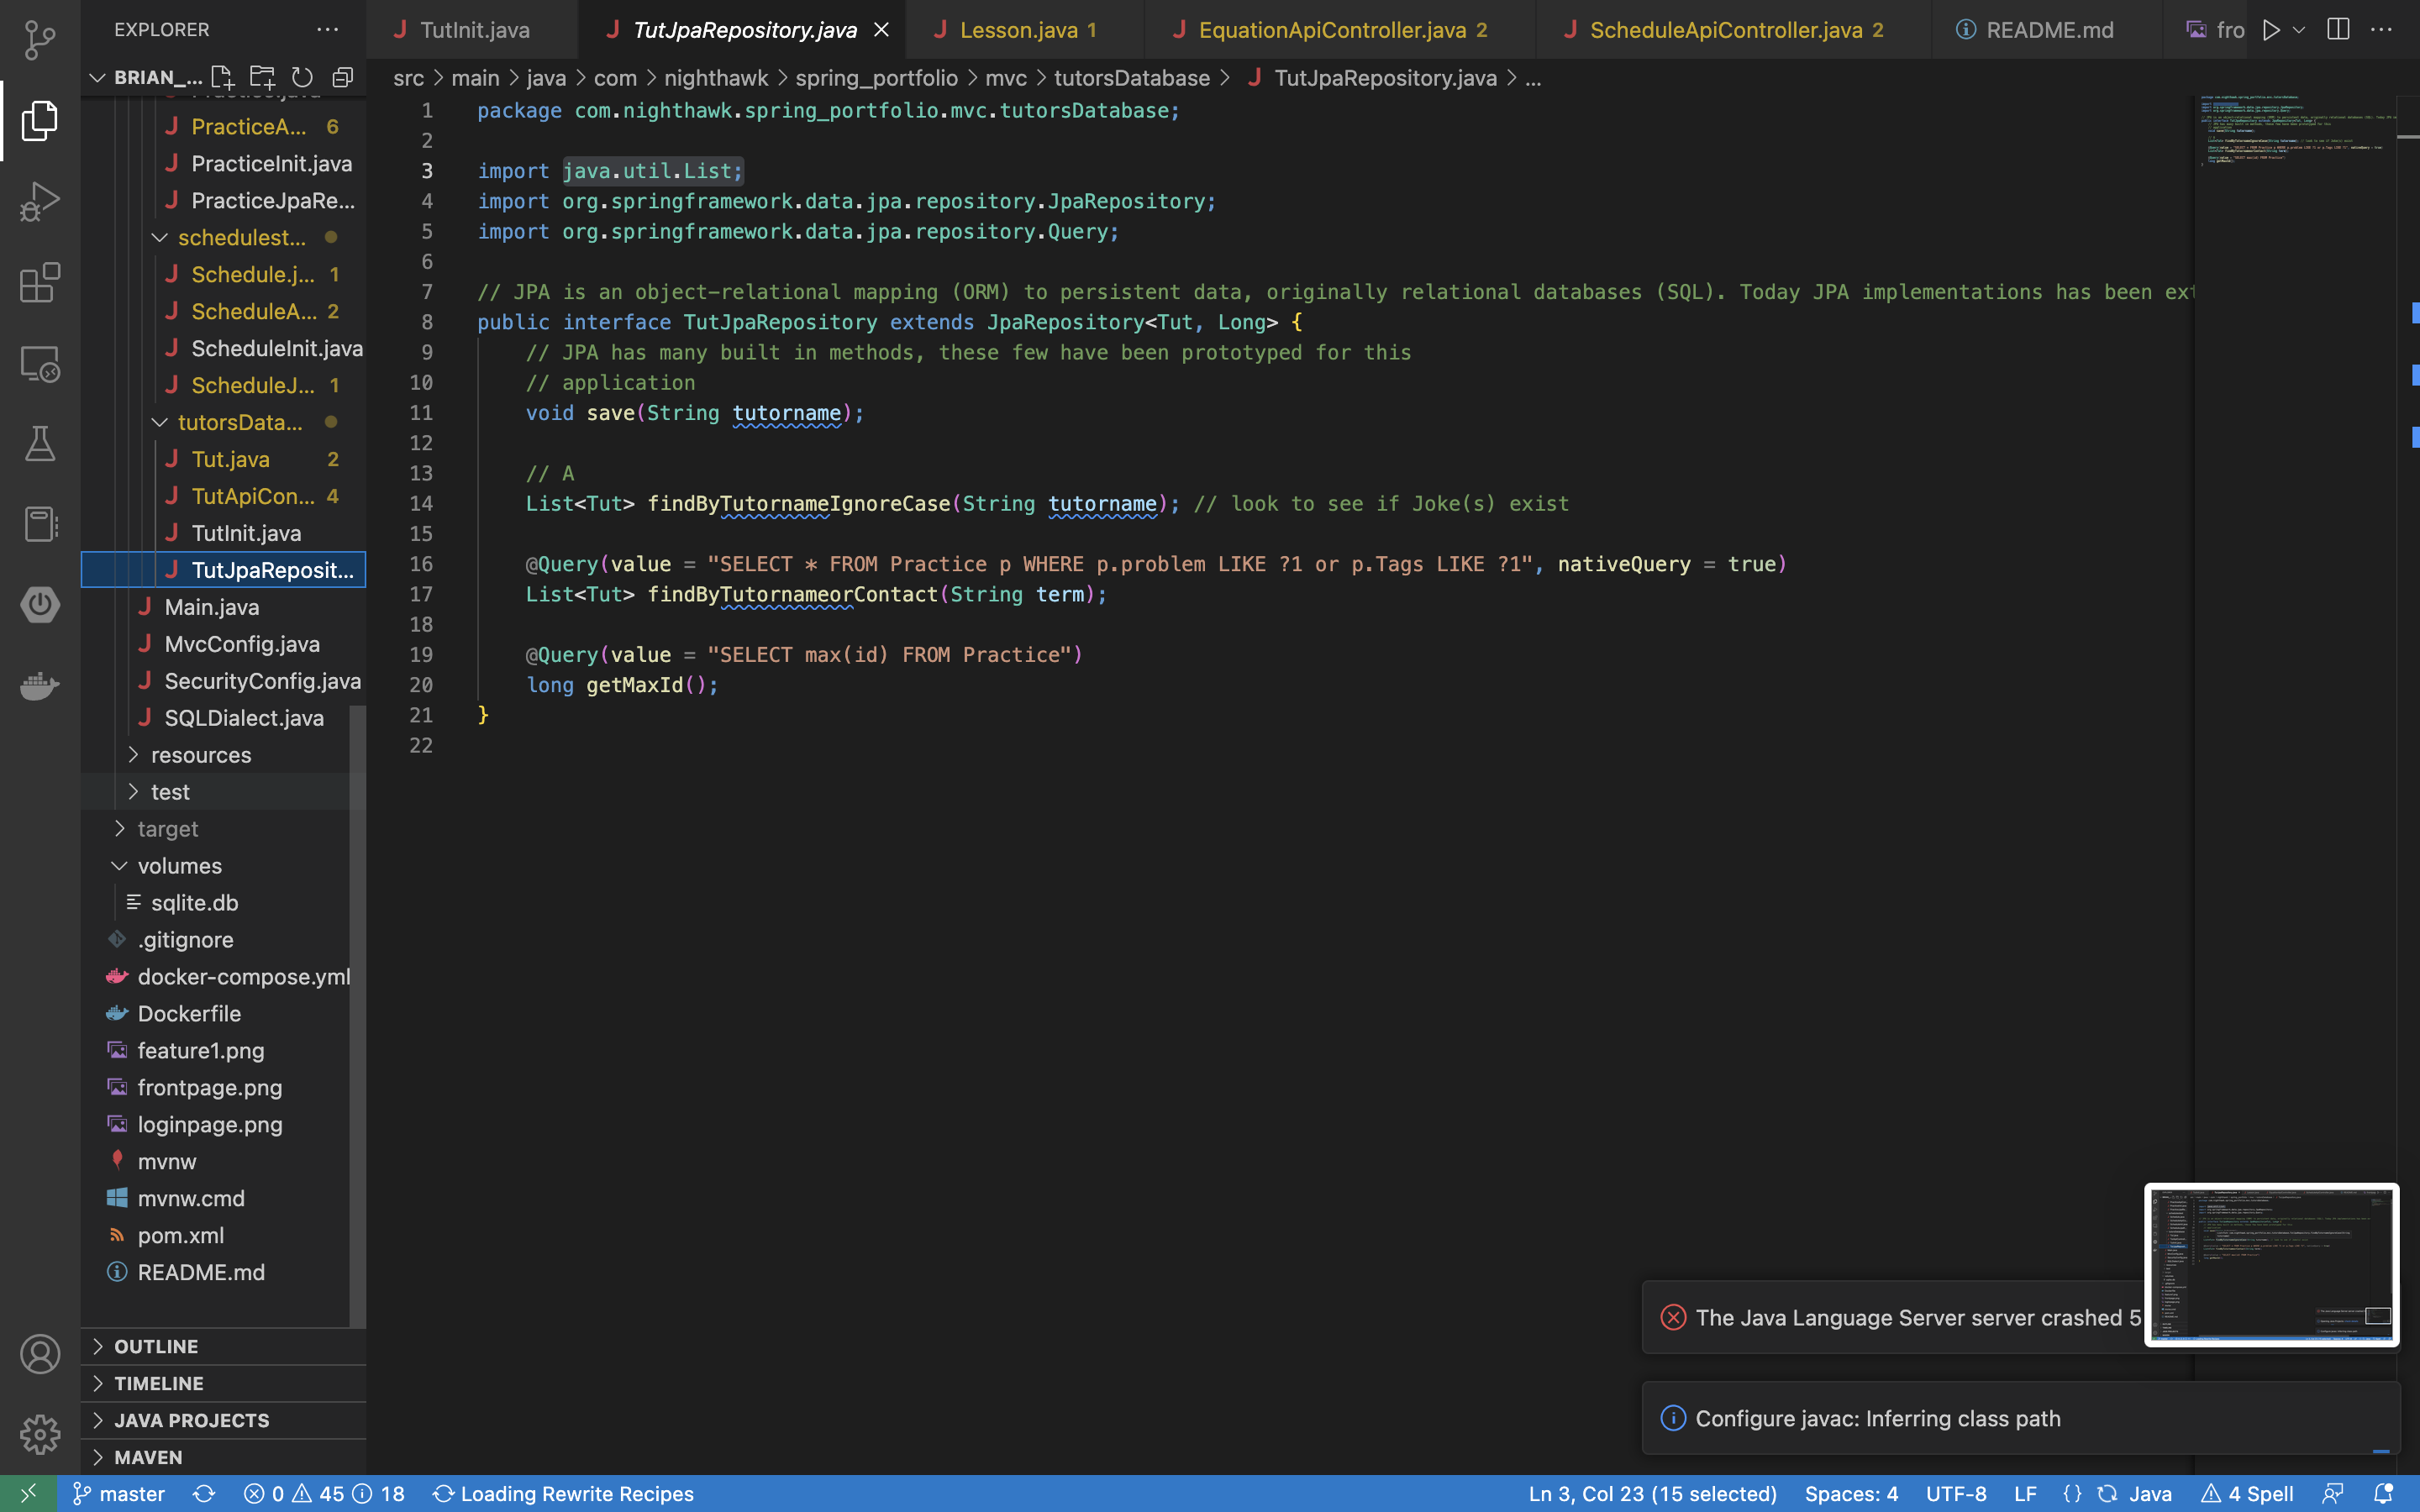 EXPLORER
TutInit.java
TutJpaRepository.java
Lesson.java 1
EquationApiController.java 2
ScheduleApiController.java 2
README.md
fro
BRIAN_...
src > main > java > com > nighthawk > spring_portfolio > mvc > tutorsDatabase > TutJpaRepository.java > ...
PracticeA... 6
PracticeInit.java
PracticeJpaRe...
schedulest...
Schedule.j... 1
ScheduleA... 2
ScheduleInit.java
ScheduleJ... 1
tutorsData...
Tut.java 2
TutApiCon... 4
TutInit.java
TutJpaReposit...
Main.java
MvcConfig.java
SecurityConfig.java
SQLDialect.java
resources
test
target
volumes
sqlite.db
.gitignore
docker-compose.yml
Dockerfile
feature1.png
frontpage.png
loginpage.png
mvnw
mvnw.cmd
pom.xml
README.md
OUTLINE
TIMELINE
JAVA PROJECTS
MAVEN
1 package com.nighthawk.spring_portfolio.mvc.tutorsDatabase;
2
3 import java.util.List;
4 import org.springframework.data.jpa.repository.JpaRepository;
5 import org.springframework.data.jpa.repository.Query;
6
7 // JPA is an object-relational mapping (ORM) to persistent data, originally relational databases (SQL). Today JPA implementations has been ext
8 public interface TutJpaRepository extends JpaRepository<Tut, Long> {
9 // JPA has many built in methods, these few have been prototyped for this
10 // application
11 void save(String tutorname);
12
13 // A
14 List<Tut> findByTutornameIgnoreCase(String tutorname); // look to see if Joke(s) exist
15
16 @Query(value = "SELECT * FROM Practice p WHERE p.problem LIKE ?1 or p.Tags LIKE ?1", nativeQuery = true)
17 List<Tut> findByTutornameorContact(String term);
18
19 @Query(value = "SELECT max(id) FROM Practice")
20 long getMaxId();
21 }
22
The Java Language Server server crashed 5
Configure javac: Inferring class path
master
0 45 18
Loading Rewrite Recipes
Ln 3, Col 23 (15 selected)
Spaces: 4
UTF-8
LF
{} Java
4 Spell